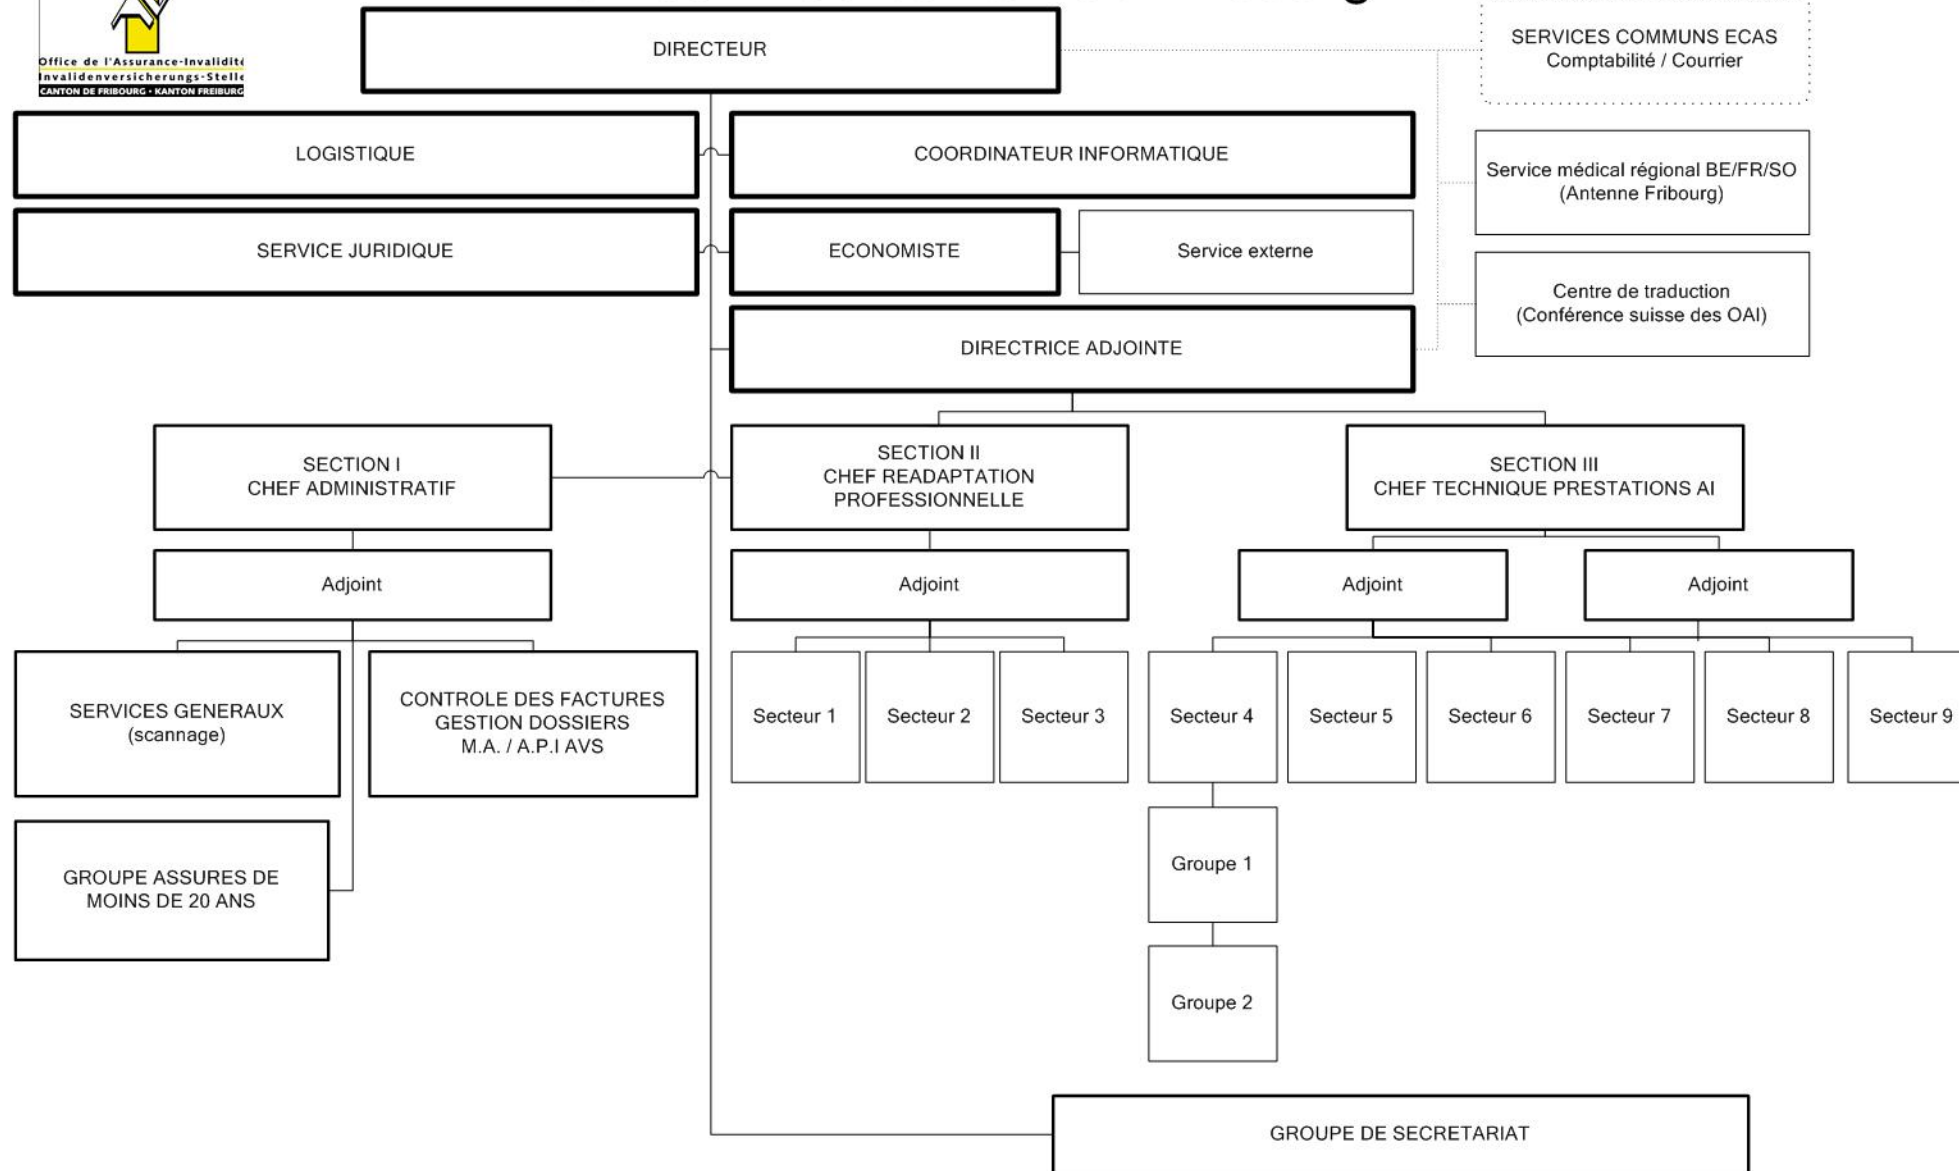 Office de l'Assurance-Invalidité
Invalidenversicherungs-Stelle
CANTON DE FRIBOURG • KANTON FREIBURG
DIRECTEUR
SERVICES COMMUNS ECAS
Comptabilité / Courrier
LOGISTIQUE
COORDINATEUR INFORMATIQUE
Service médical régional BE/FR/SO
(Antenne Fribourg)
SERVICE JURIDIQUE
ECONOMISTE
Service externe
Centre de traduction
(Conférence suisse des OAI)
DIRECTRICE ADJOINTE
SECTION I
CHEF ADMINISTRATIF
SECTION II
CHEF READAPTATION
PROFESSIONNELLE
SECTION III
CHEF TECHNIQUE PRESTATIONS AI
Adjoint
Adjoint
Adjoint
Adjoint
SERVICES GENERAUX
(scannage)
CONTROLE DES FACTURES
GESTION DOSSIERS
M.A. / A.P.I AVS
Secteur 1
Secteur 2
Secteur 3
Secteur 4
Secteur 5
Secteur 6
Secteur 7
Secteur 8
Secteur 9
GROUPE ASSURES DE
MOINS DE 20 ANS
Groupe 1
Groupe 2
GROUPE DE SECRETARIAT